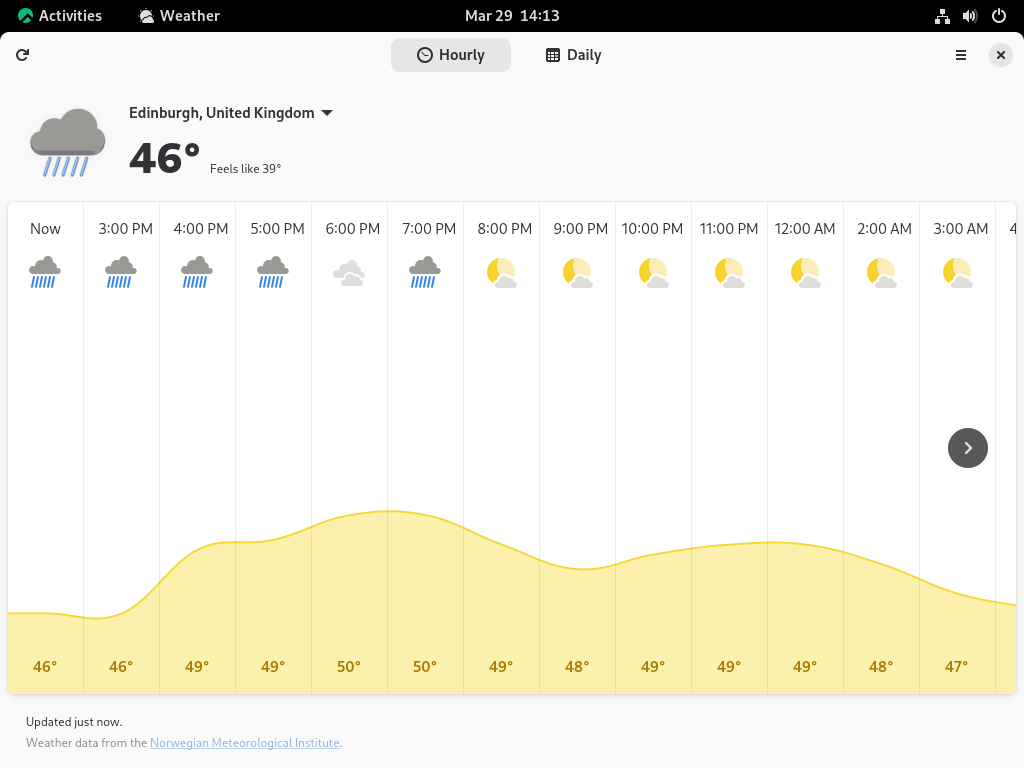 Activities Weather Mar 29 14:13
Hourly Daily
Edinburgh, United Kingdom
46° Feels like 39°
Now 3:00 PM 4:00 PM 5:00 PM 6:00 PM 7:00 PM 8:00 PM 9:00 PM 10:00 PM 11:00 PM 12:00 AM 2:00 AM 3:00 AM 4
46° 46° 49° 49° 50° 50° 49° 48° 49° 49° 49° 48° 47°
Updated just now.
Weather data from the Norwegian Meteorological Institute.